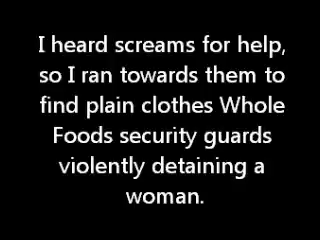 I heard screams for help,
so I ran towards them to
find plain clothes Whole
Foods security guards
violently detaining a
woman.